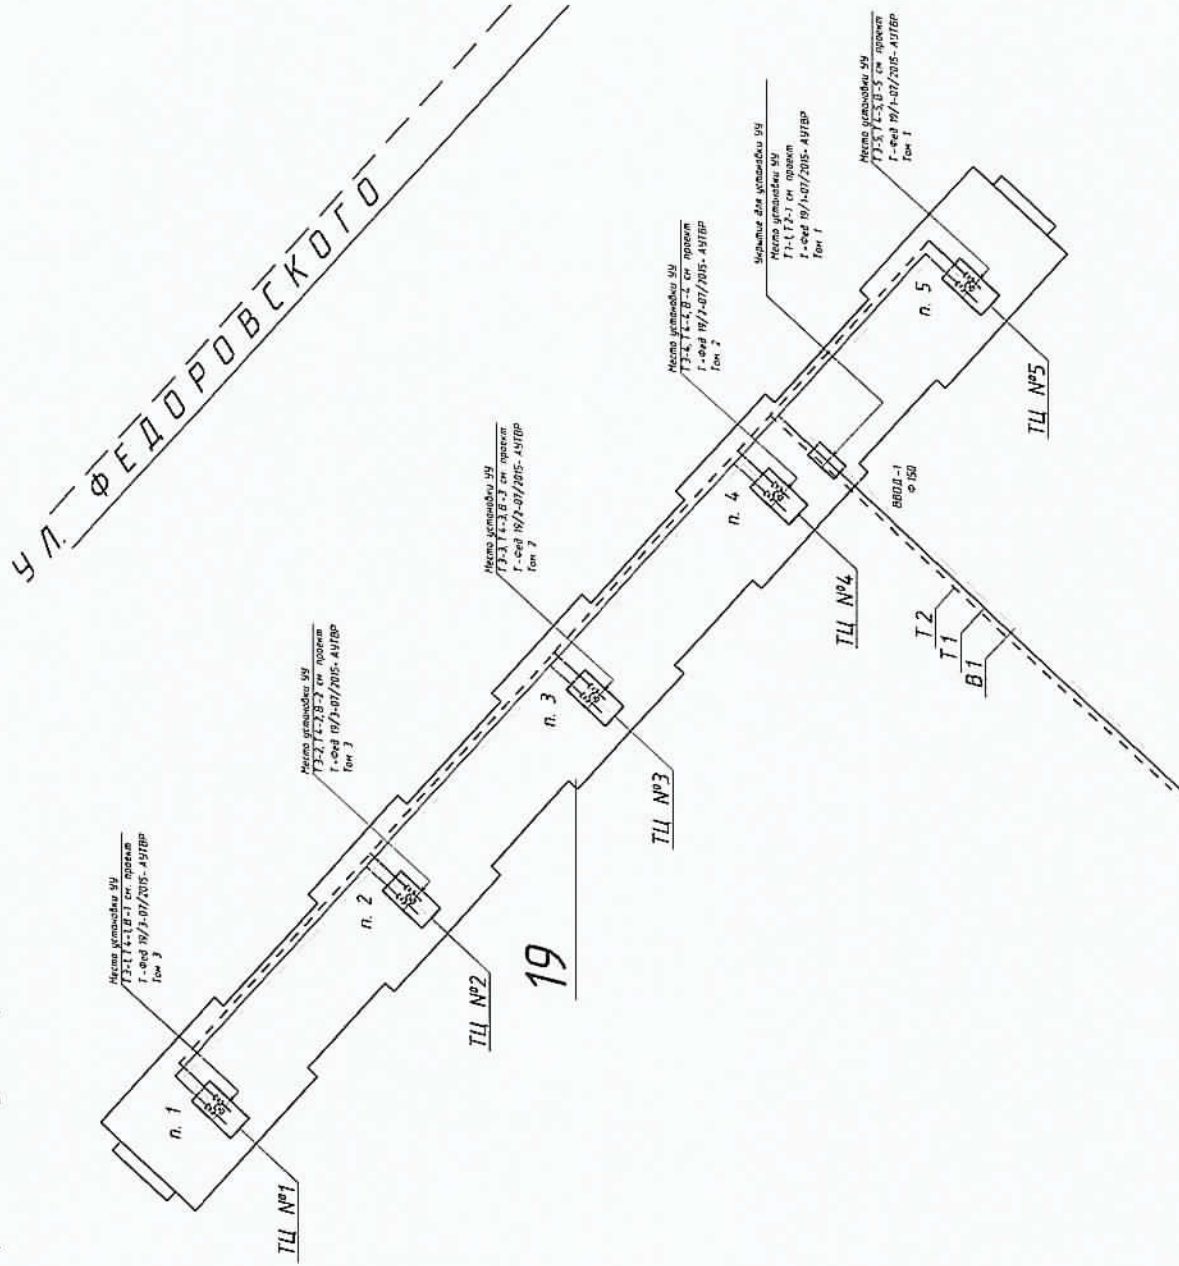 УЛ. ФЕДОРОВСКОГО
Место установки УУ
Т3-1, Т4-1, В-1 см. проект
Т-Фед 19/3-07/2015- АУТВР
Том 3
Место установки УУ
Т3-2, Т4-2, В-2 см проект
Т-Фед 19/3-07/2015- АУТВР
Том 3
Место установки УУ
Т3-3, Т4-3, В-3 см проект
Т-Фед 19/2-07/2015- АУТВР
Том 2
Место установки УУ
Т3-4, Т4-4, В-4 см проект
Т-Фед 19/2-07/2015- АУТВР
Том 2
Укрытие для установки УУ
Место установки УУ
Т1-1, Т2-1 см проект
Т-Фед 19/1-07/2015- АУТВР
Том 1
Место установки УУ
Т3-5, Т4-5, В-5 см проект
Т-Фед 19/1-07/2015- АУТВР
Том 1
п. 1
п. 2
п. 3
п. 4
п. 5
ТЦ №1
ТЦ №2
ТЦ №3
ТЦ №4
ТЦ №5
19
ВВОД-1
Ф 150
Т2
Т1
В1